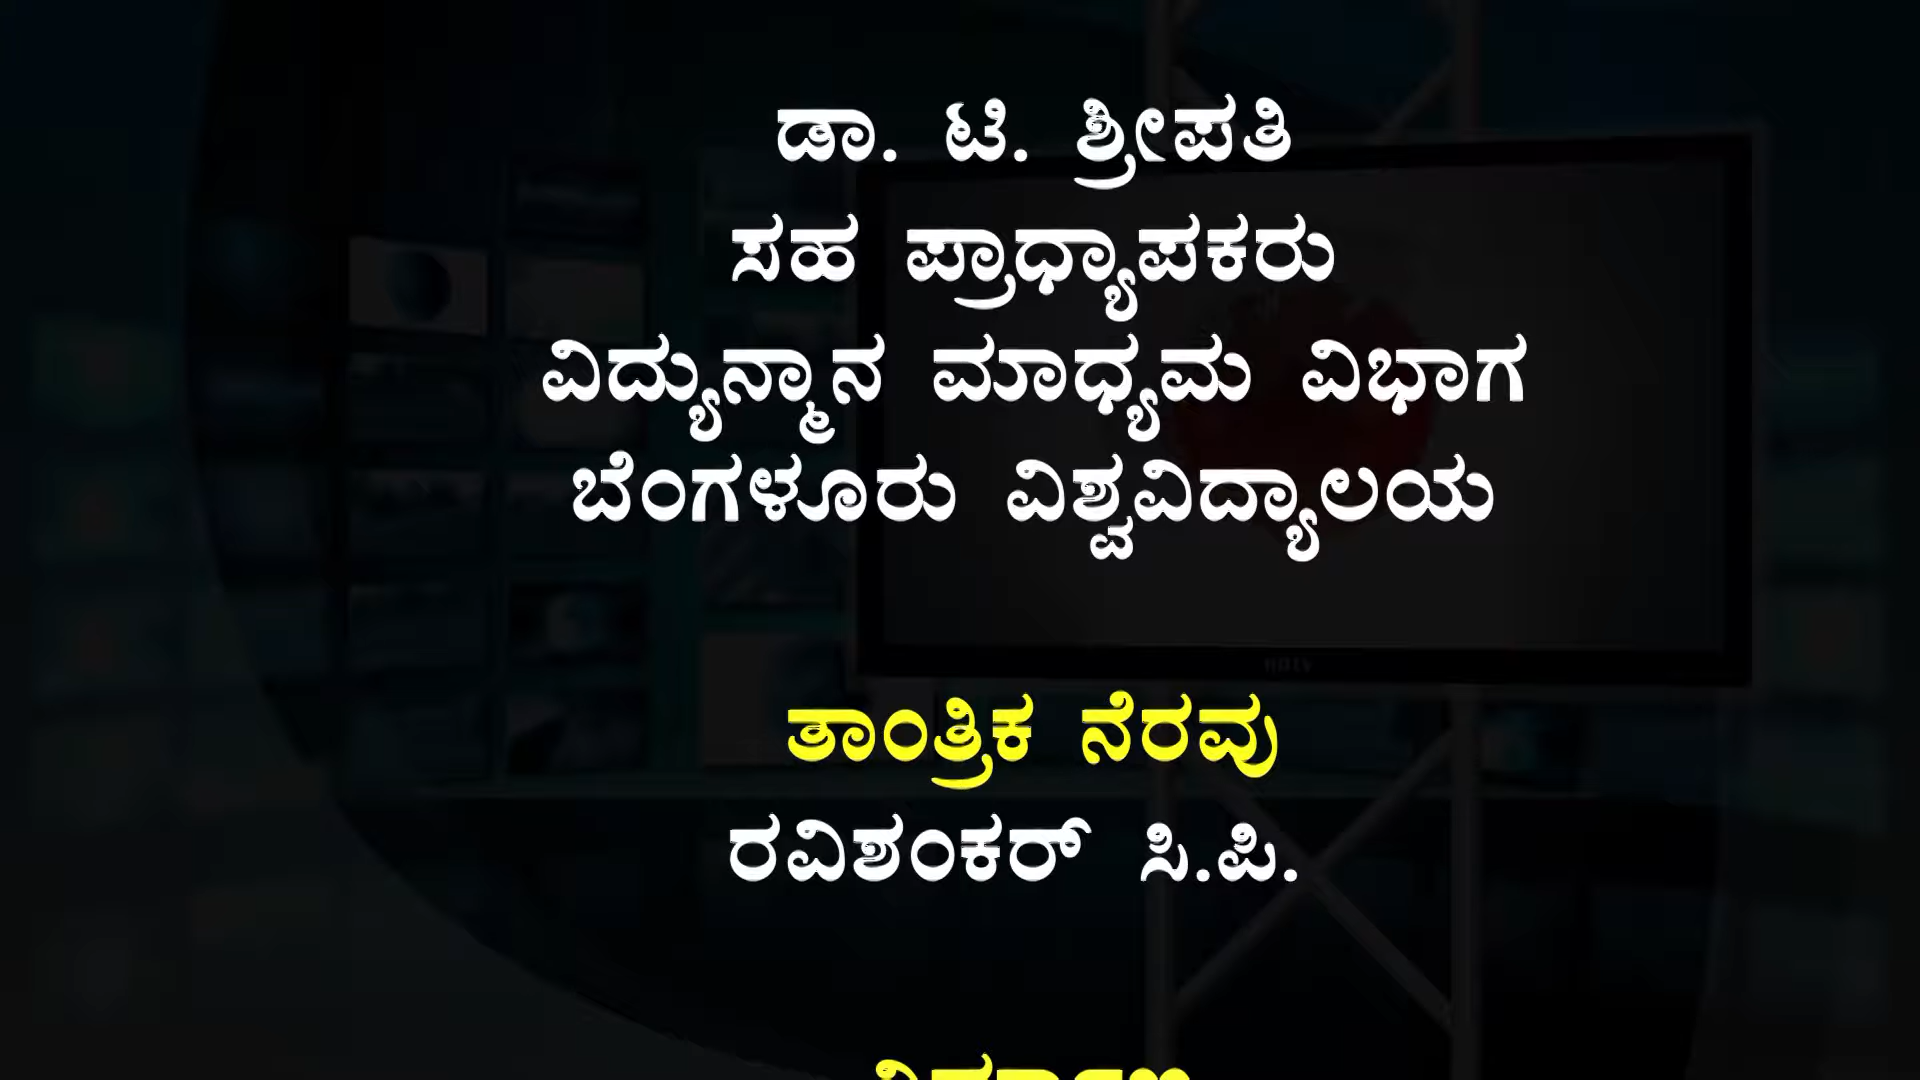 ಡಾ. ಟಿ. ಶ್ರೀಪತಿ
ಸಹ ಪ್ರಾಧ್ಯಾಪಕರು
ವಿದ್ಯುನ್ಮಾನ ಮಾಧ್ಯಮ ವಿಭಾಗ
ಬೆಂಗಳೂರು ವಿಶ್ವವಿದ್ಯಾಲಯ
ತಾಂತ್ರಿಕ ನೆರವು
ರವಿಶಂಕರ್ ಸಿ.ಪಿ.